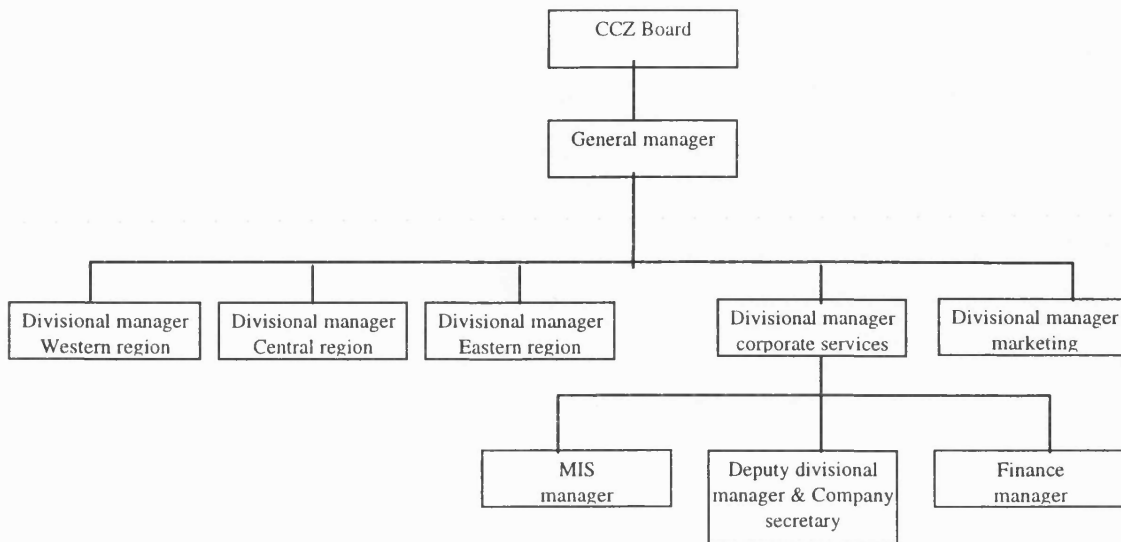 CCZ Board
General manager
Divisional manager
Western region
Divisional manager
Central region
Divisional manager
Eastern region
Divisional manager
corporate services
Divisional manager
marketing
MIS
manager
Deputy divisional
manager & Company
secretary
Finance
manager